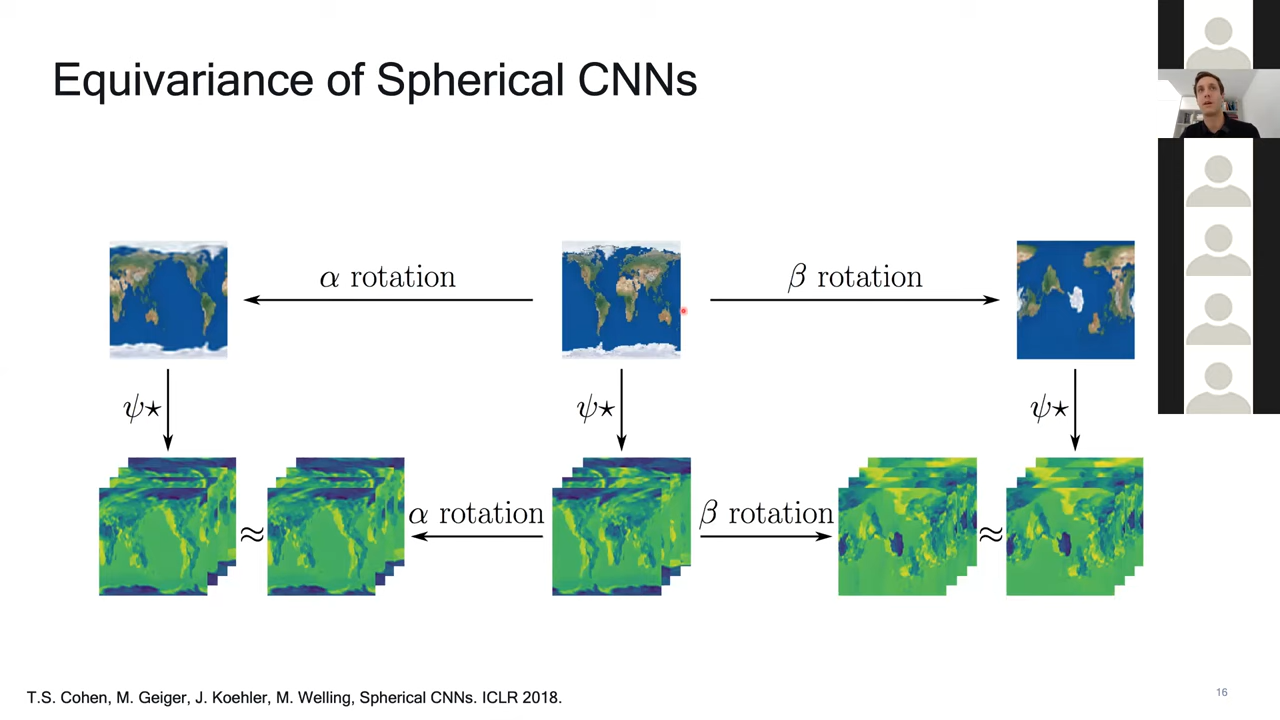 Equivariance of Spherical CNNs
α rotation
β rotation
ψ⋆
ψ⋆
ψ⋆
≈
α rotation
β rotation
≈
T.S. Cohen, M. Geiger, J. Koehler, M. Welling, Spherical CNNs. ICLR 2018.
16